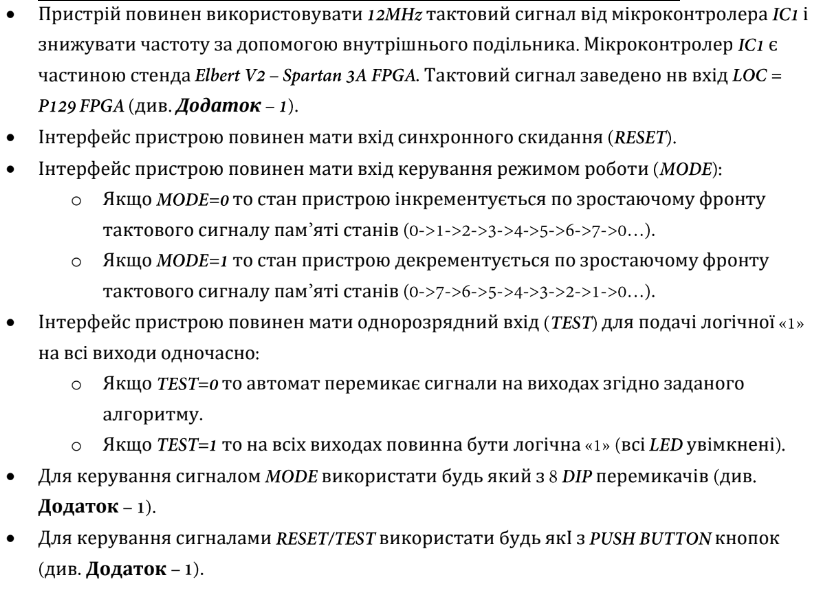 • Пристрій повинен використовувати 12MHz тактовий сигнал від мікроконтролера IC1 і
знижувати частоту за допомогою внутрішнього подільника. Мікроконтролер IC1 є
частиною стенда Elbert V2 – Spartan 3A FPGA. Тактовий сигнал заведено нв вхід LOC =
P129 FPGA (див. Додаток – 1).
• Інтерфейс пристрою повинен мати вхід синхронного скидання (RESET).
• Інтерфейс пристрою повинен мати вхід керування режимом роботи (MODE):
o Якщо MODE=0 то стан пристрою інкрементується по зростаючому фронту
тактового сигналу пам’яті станів (0->1->2->3->4->5->6->7->0…).
o Якщо MODE=1 то стан пристрою декрементується по зростаючому фронту
тактового сигналу пам’яті станів (0->7->6->5->4->3->2->1->0…).
• Інтерфейс пристрою повинен мати однорозрядний вхід (TEST) для подачі логічної «1»
на всі виходи одночасно:
o Якщо TEST=0 то автомат перемикає сигнали на виходах згідно заданого
алгоритму.
o Якщо TEST=1 то на всіх виходах повинна бути логічна «1» (всі LED увімкнені).
• Для керування сигналом MODE використати будь який з 8 DIP перемикачів (див.
Додаток – 1).
• Для керування сигналами RESET/TEST використати будь якІ з PUSH BUTTON кнопок
(див. Додаток – 1).